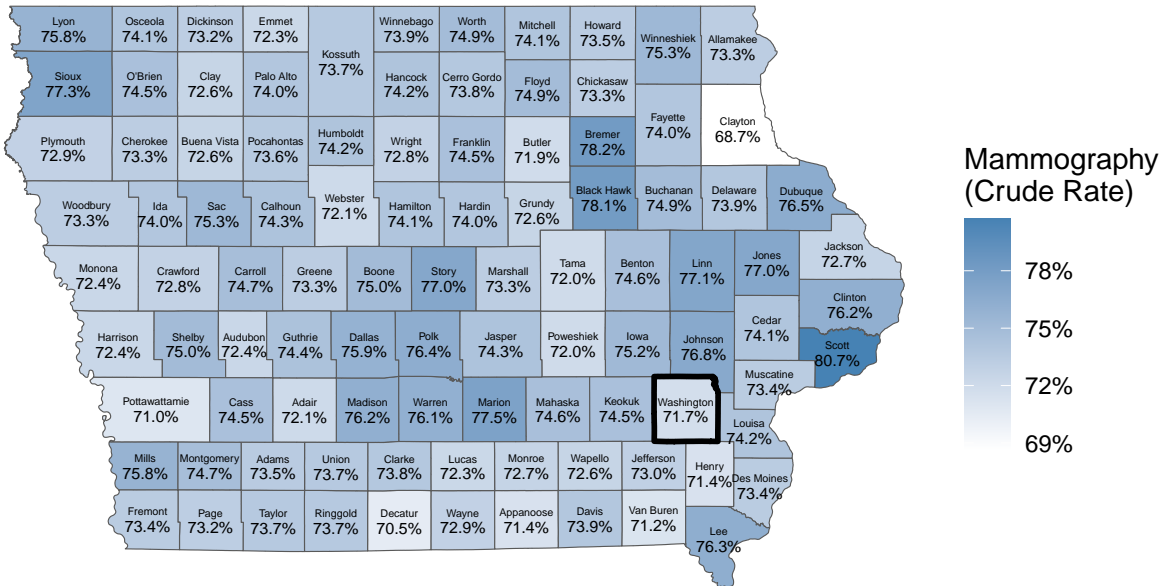 Lyon
75.8%
Osceola
74.1%
Dickinson
73.2%
Emmet
72.3%
Kossuth
73.7%
Winnebago
73.9%
Worth
74.9%
Mitchell
74.1%
Howard
73.5%
Winneshiek
75.3%
Allamakee
73.3%
Sioux
77.3%
O'Brien
74.5%
Clay
72.6%
Palo Alto
74.0%
Hancock
74.2%
Cerro Gordo
73.8%
Floyd
74.9%
Chickasaw
73.3%
Fayette
74.0%
Clayton
68.7%
Plymouth
72.9%
Cherokee
73.3%
Buena Vista
72.6%
Pocahontas
73.6%
Humboldt
74.2%
Wright
72.8%
Franklin
74.5%
Butler
71.9%
Bremer
78.2%
Woodbury
73.3%
Ida
74.0%
Sac
75.3%
Calhoun
74.3%
Webster
72.1%
Hamilton
74.1%
Hardin
74.0%
Grundy
72.6%
Black Hawk
78.1%
Buchanan
74.9%
Delaware
73.9%
Dubuque
76.5%
Monona
72.4%
Crawford
72.8%
Carroll
74.7%
Greene
73.3%
Boone
75.0%
Story
77.0%
Marshall
73.3%
Tama
72.0%
Benton
74.6%
Linn
77.1%
Jones
77.0%
Jackson
72.7%
Clinton
76.2%
Harrison
72.4%
Shelby
75.0%
Audubon
72.4%
Guthrie
74.4%
Dallas
75.9%
Polk
76.4%
Jasper
74.3%
Poweshiek
72.0%
Iowa
75.2%
Johnson
76.8%
Cedar
74.1%
Scott
80.7%
Muscatine
73.4%
Pottawattamie
71.0%
Cass
74.5%
Adair
72.1%
Madison
76.2%
Warren
76.1%
Marion
77.5%
Mahaska
74.6%
Keokuk
74.5%
Washington
71.7%
Louisa
74.2%
Mills
75.8%
Montgomery
74.7%
Adams
73.5%
Union
73.7%
Clarke
73.8%
Lucas
72.3%
Monroe
72.7%
Wapello
72.6%
Jefferson
73.0%
Henry
71.4%
Des Moines
73.4%
Fremont
73.4%
Page
73.2%
Taylor
73.7%
Ringgold
73.7%
Decatur
70.5%
Wayne
72.9%
Appanoose
71.4%
Davis
73.9%
Van Buren
71.2%
Lee
76.3%
Mammography
(Crude Rate)
78%
75%
72%
69%